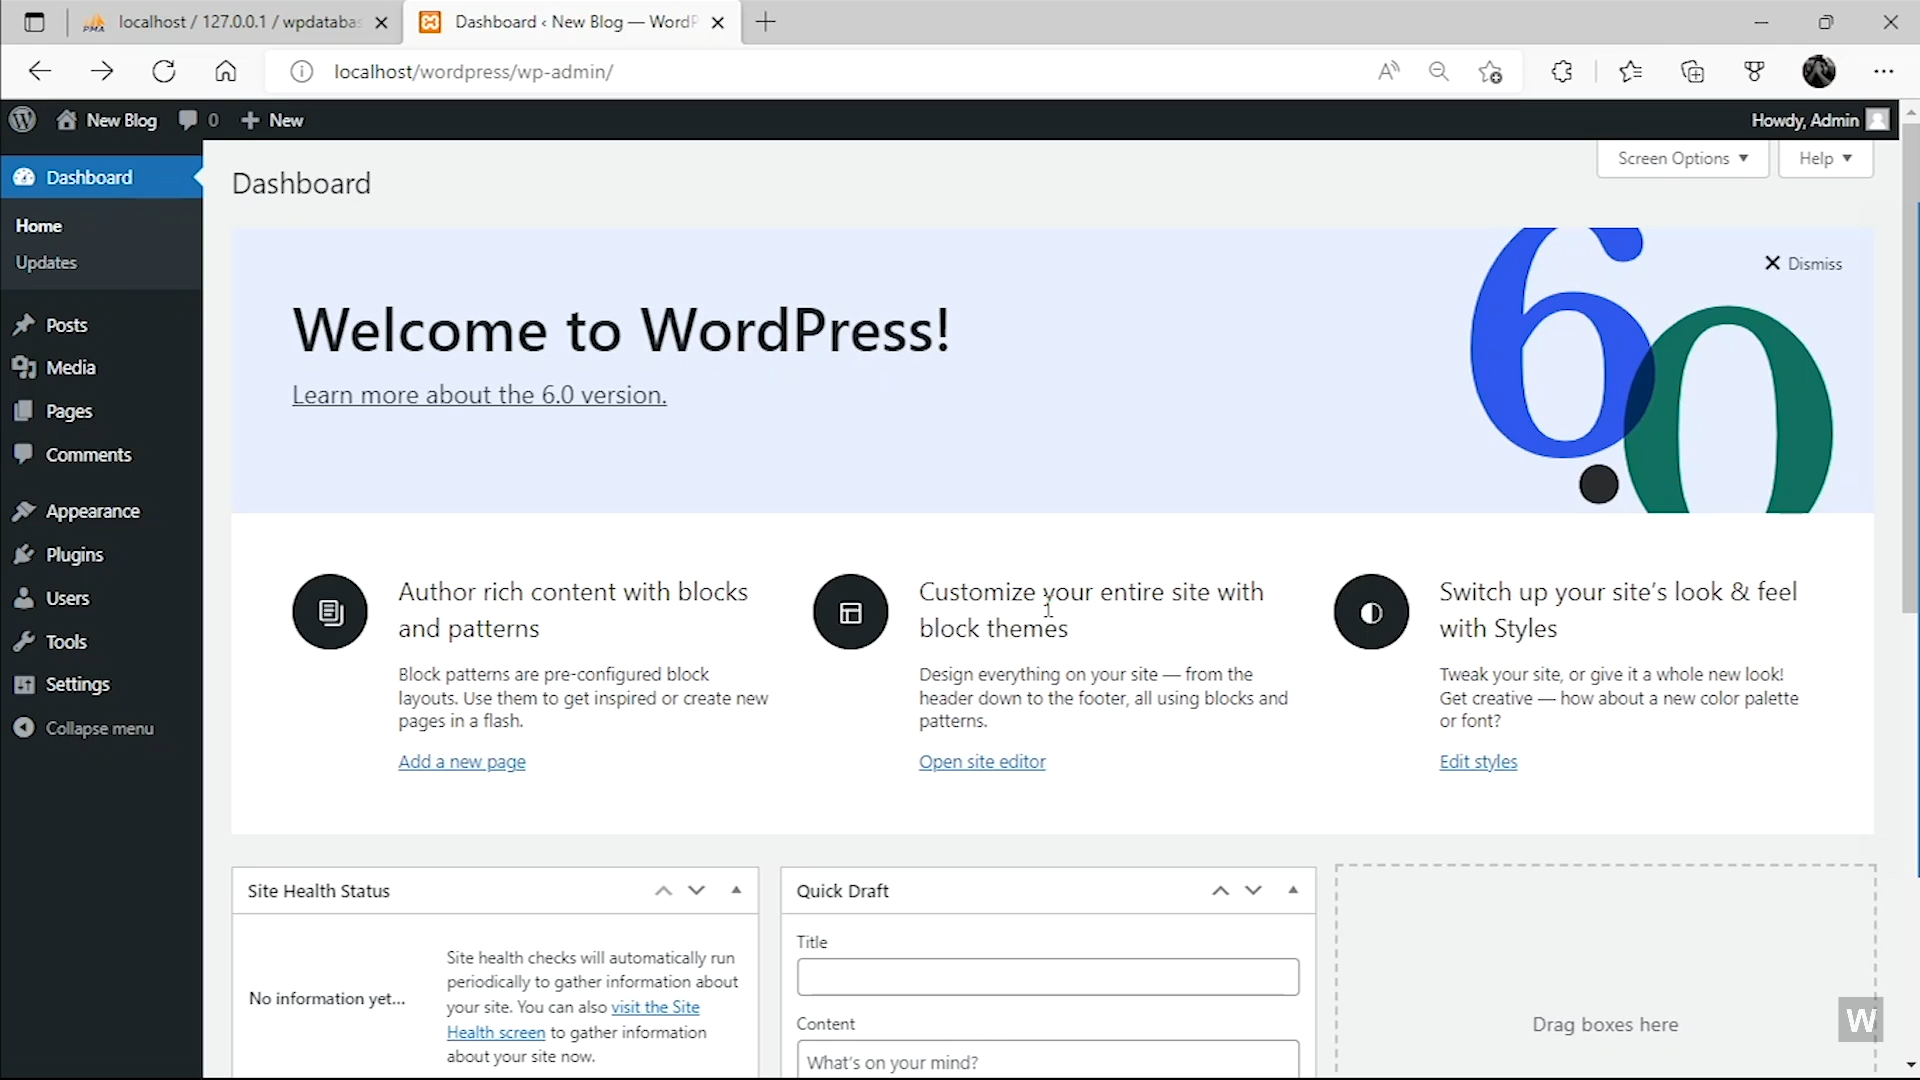 localhost / 127.0.0.1 / wpdatabas
Dashboard ‹ New Blog — WordP
localhost/wordpress/wp-admin/
New Blog
0
New
Howdy, Admin
Dashboard
Home
Updates
Posts
Media
Pages
Comments
Appearance
Plugins
Users
Tools
Settings
Collapse menu
Screen Options
Help
Dashboard
Welcome to WordPress!
Learn more about the 6.0 version.
6.0
Dismiss
Author rich content with blocks
and patterns
Block patterns are pre-configured block
layouts. Use them to get inspired or create new
pages in a flash.
Add a new page
Customize your entire site with
block themes
Design everything on your site — from the
header down to the footer, all using blocks and
patterns.
Open site editor
Switch up your site’s look & feel
with Styles
Tweak your site, or give it a whole new look!
Get creative — how about a new color palette
or font?
Edit styles
Site Health Status
No information yet...
Site health checks will automatically run
periodically to gather information about
your site. You can also visit the Site
Health screen to gather information
about your site now.
Quick Draft
Title
Content
What's on your mind?
Drag boxes here
W